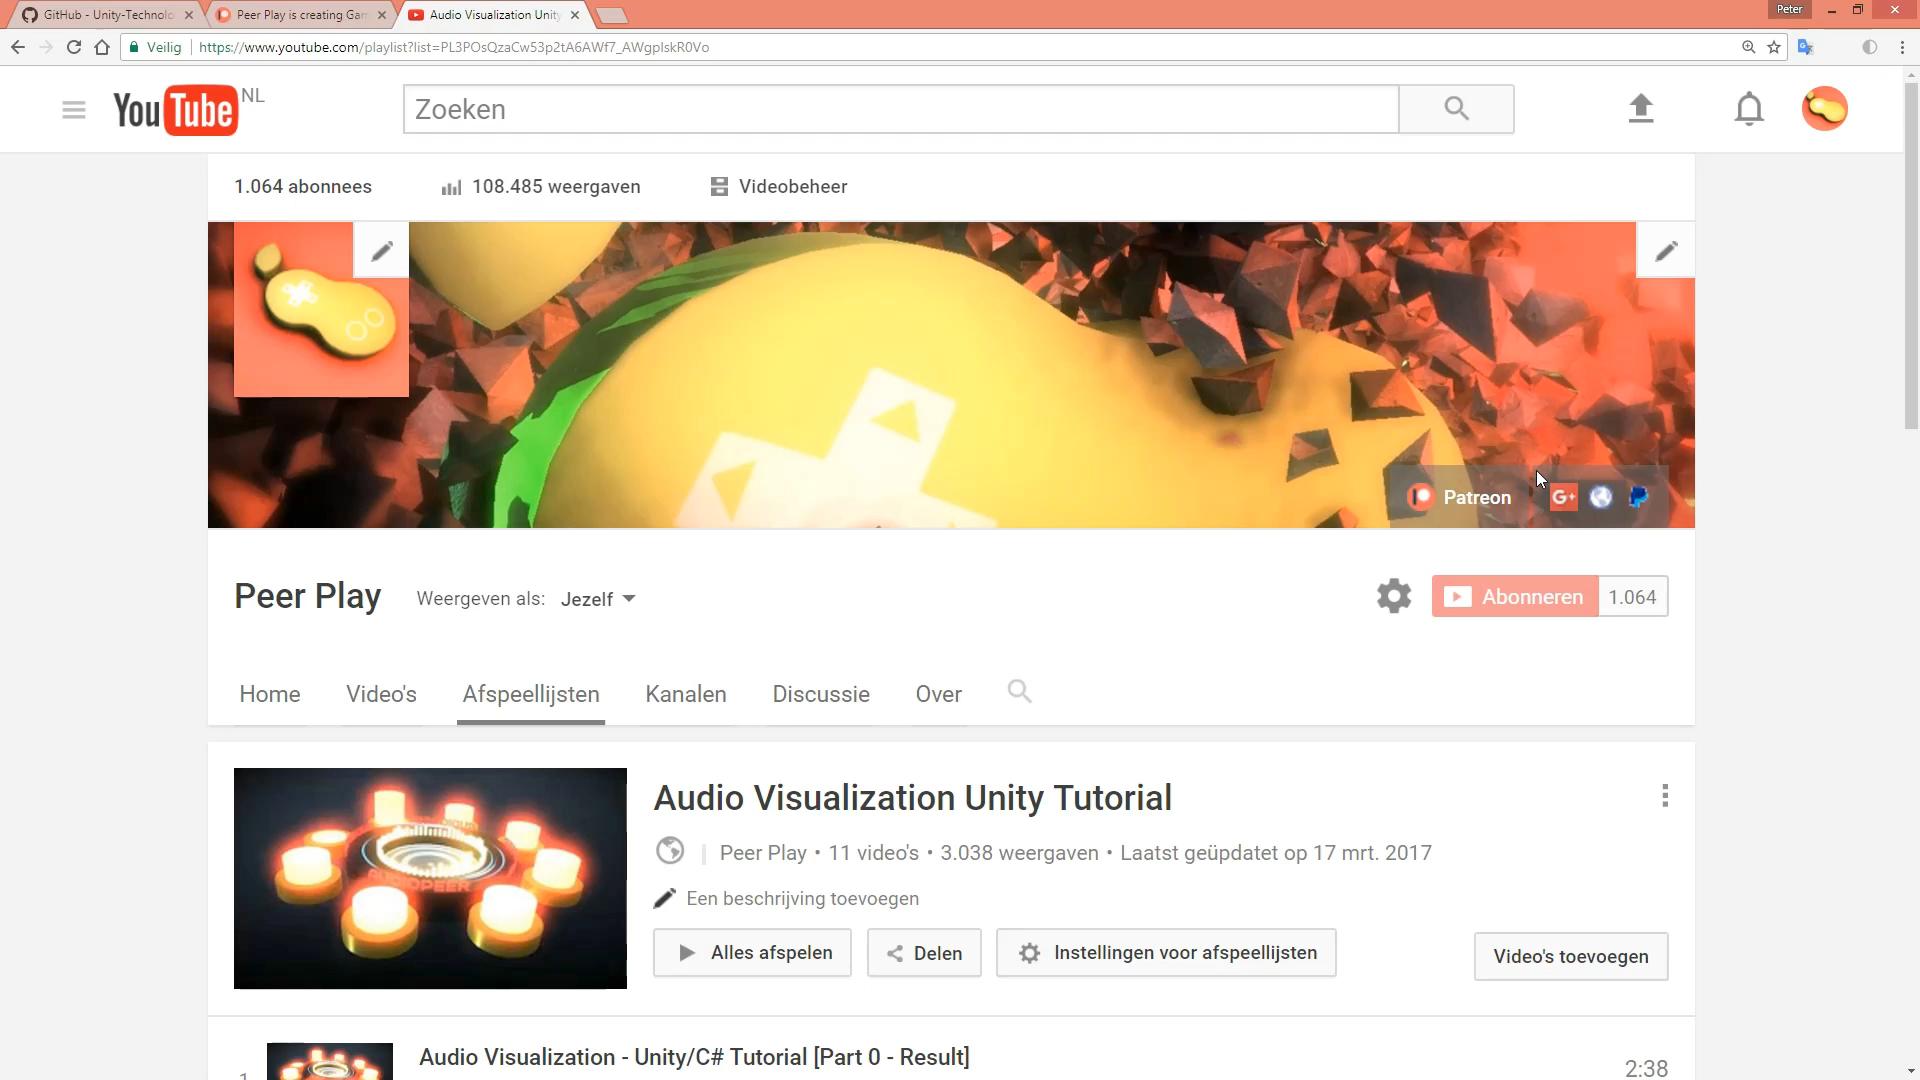 GitHub - Unity-Technolo
Peer Play is creating Gam
Audio Visualization Unity
Peter
Veilig
https://www.youtube.com/playlist?list=PL3POsQzaCw53p2tA6AWf7_AWgplskR0Vo
YouTube NL
Zoeken
1.064 abonnees
108.485 weergaven
Videobeheer
Patreon
G+
Peer Play
Weergeven als: Jezelf
Abonneren 1.064
Home
Video's
Afspeellijsten
Kanalen
Discussie
Over
Audio Visualization Unity Tutorial
Peer Play • 11 video's • 3.038 weergaven • Laatst geüpdatet op 17 mrt. 2017
Een beschrijving toevoegen
Alles afspelen
Delen
Instellingen voor afspeellijsten
Video's toevoegen
1
Audio Visualization - Unity/C# Tutorial [Part 0 - Result]
2:38